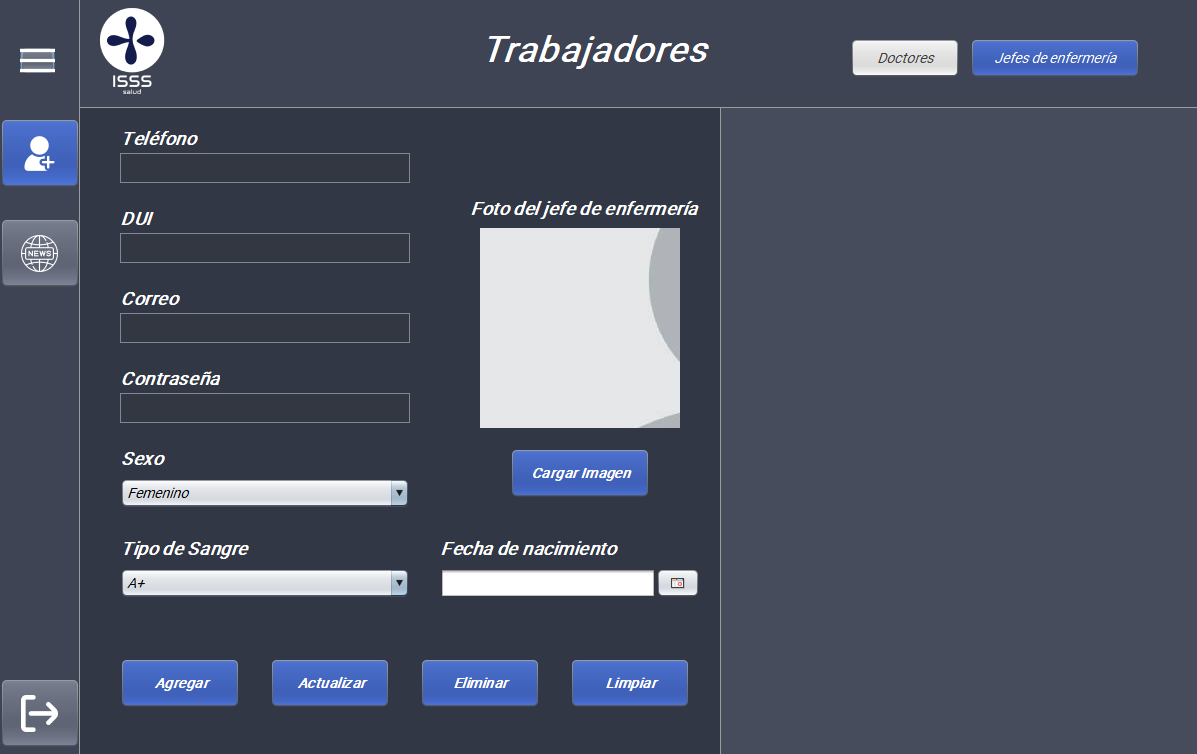 ISSS
salud
Trabajadores
Doctores
Jefes de enfermería
NEWS
Teléfono
DUI
Foto del jefe de enfermería
Correo
Contraseña
Sexo
Cargar Imagen
Femenino
Tipo de Sangre
Fecha de nacimiento
A+
Agregar
Actualizar
Eliminar
Limpiar